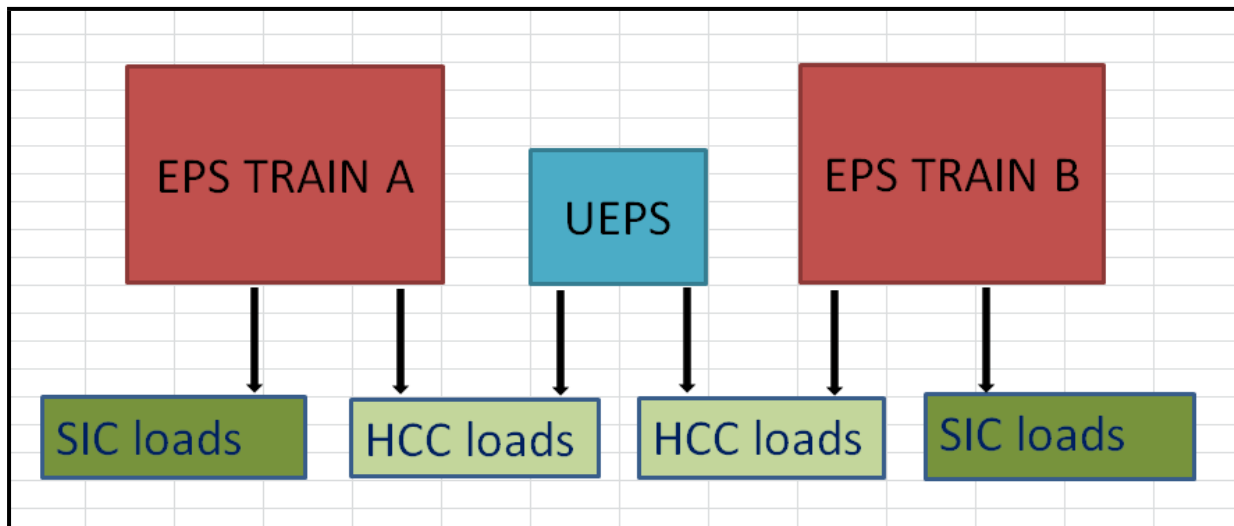 EPS TRAIN A
UEPS
EPS TRAIN B
SIC loads
HCC loads
HCC loads
SIC loads